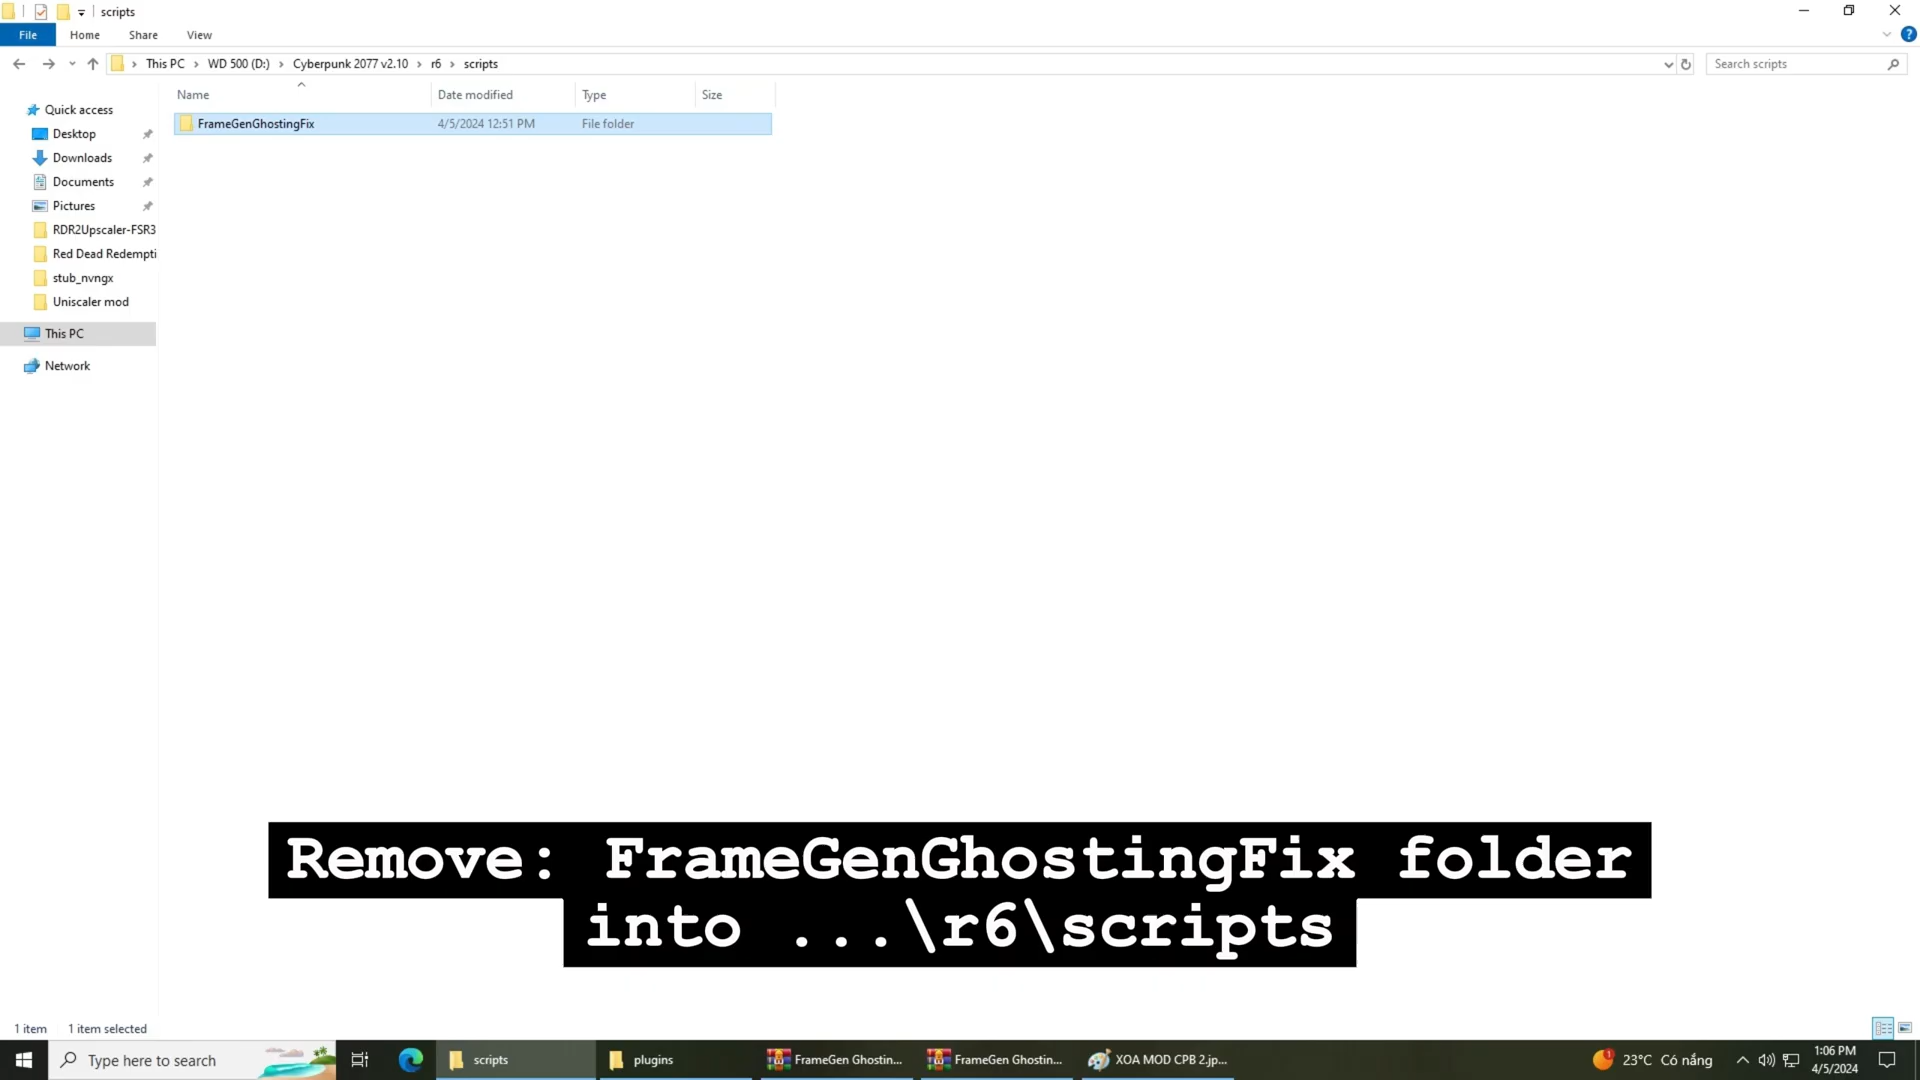 scripts
File Home Share View
This PC WD 500 (D:) Cyberpunk 2077 v2.10 r6 scripts
Search scripts
Name Date modified Type Size
FrameGenGhostingFix 4/5/2024 12:51 PM File folder
Quick access
Desktop
Downloads
Documents
Pictures
RDR2Upscaler-FSR3
Red Dead Redempti
stub_nvngx
Uniscaler mod
This PC
Network
Remove: FrameGenGhostingFix folder
into ...\r6\scripts
1 item 1 item selected
Type here to search
scripts
plugins
FrameGen Ghostin...
FrameGen Ghostin...
XOA MOD CPB 2.jp...
23°C Có nắng
1:06 PM
4/5/2024